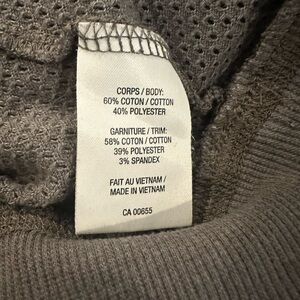 CORPS / BODY:
60% COTON / COTTON
40% POLYESTER
GARNITURE / TRIM:
58% COTON / COTTON
39% POLYESTER
3% SPANDEX
FAIT AU VIETNAM /
MADE IN VIETNAM
CA 00655